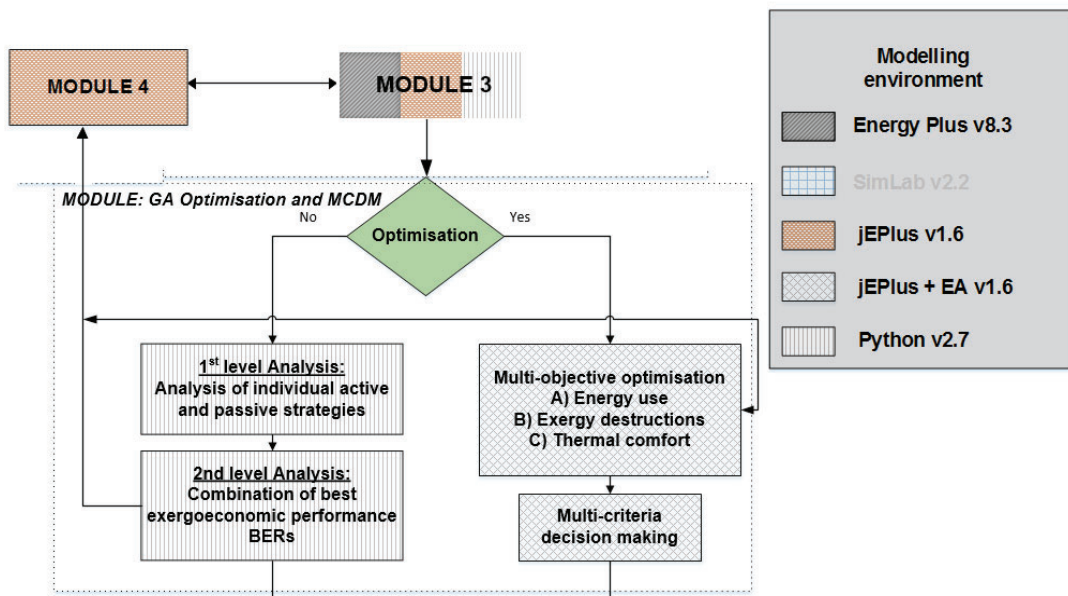 MODULE 4
MODULE 3
MODULE: GA Optimisation and MCDM
No
Yes
Optimisation
1st level Analysis:
Analysis of individual active
and passive strategies
2nd level Analysis:
Combination of best
exergoeconomic performance
BERs
Multi-objective optimisation
A) Energy use
B) Exergy destructions
C) Thermal comfort
Multi-criteria
decision making
Modelling
environment
Energy Plus v8.3
SimLab v2.2
jEPlus v1.6
jEPlus + EA v1.6
Python v2.7